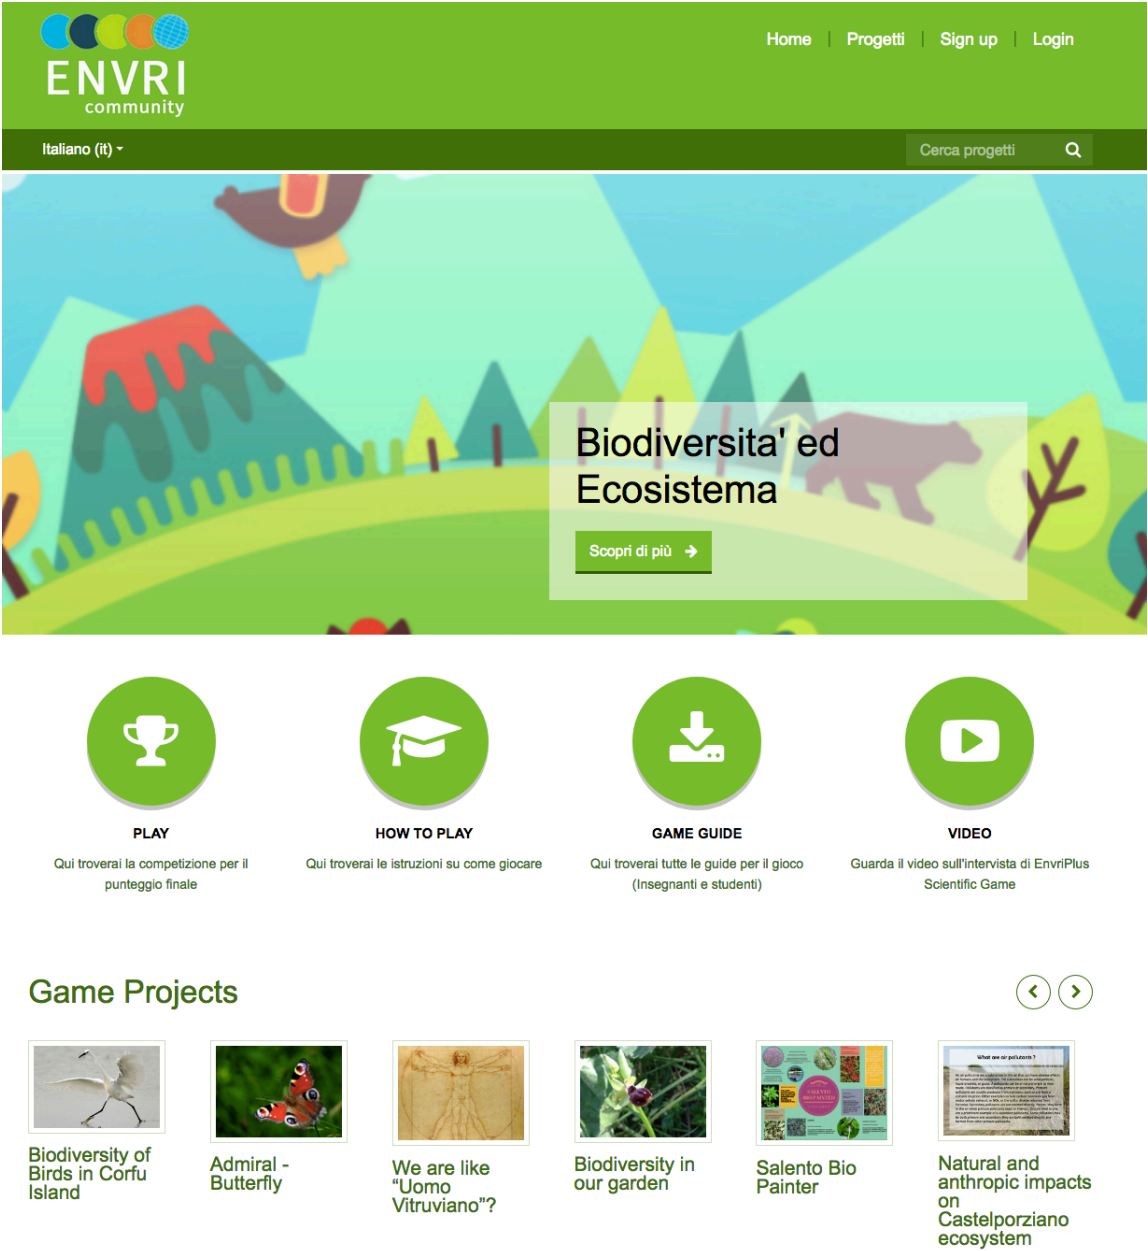 ENVRI
community
Home | Progetti | Sign up | Login
Italiano (it)
Cerca progetti
Biodiversita' ed
Ecosistema
Scopri di più
PLAY
Qui troverai la competizione per il
punteggio finale
HOW TO PLAY
Qui troverai le istruzioni su come giocare
GAME GUIDE
Qui troverai tutte le guide per il gioco
(Insegnanti e studenti)
VIDEO
Guarda il video sull'intervista di EnvriPlus
Scientific Game
Game Projects
Biodiversity of
Birds in Corfu
Island
Admiral -
Butterfly
We are like
“Uomo
Vitruviano”?
Biodiversity in
our garden
SALENTO
BIO PAINTER
Salento Bio
Painter
What are air pollutants ?
Natural and
anthropic impacts
on
Castelporziano
ecosystem